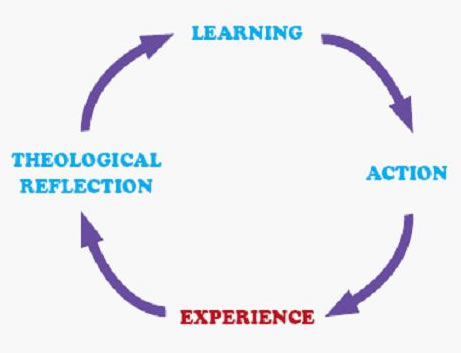 LEARNING
THEOLOGICAL
REFLECTION
ACTION
EXPERIENCE